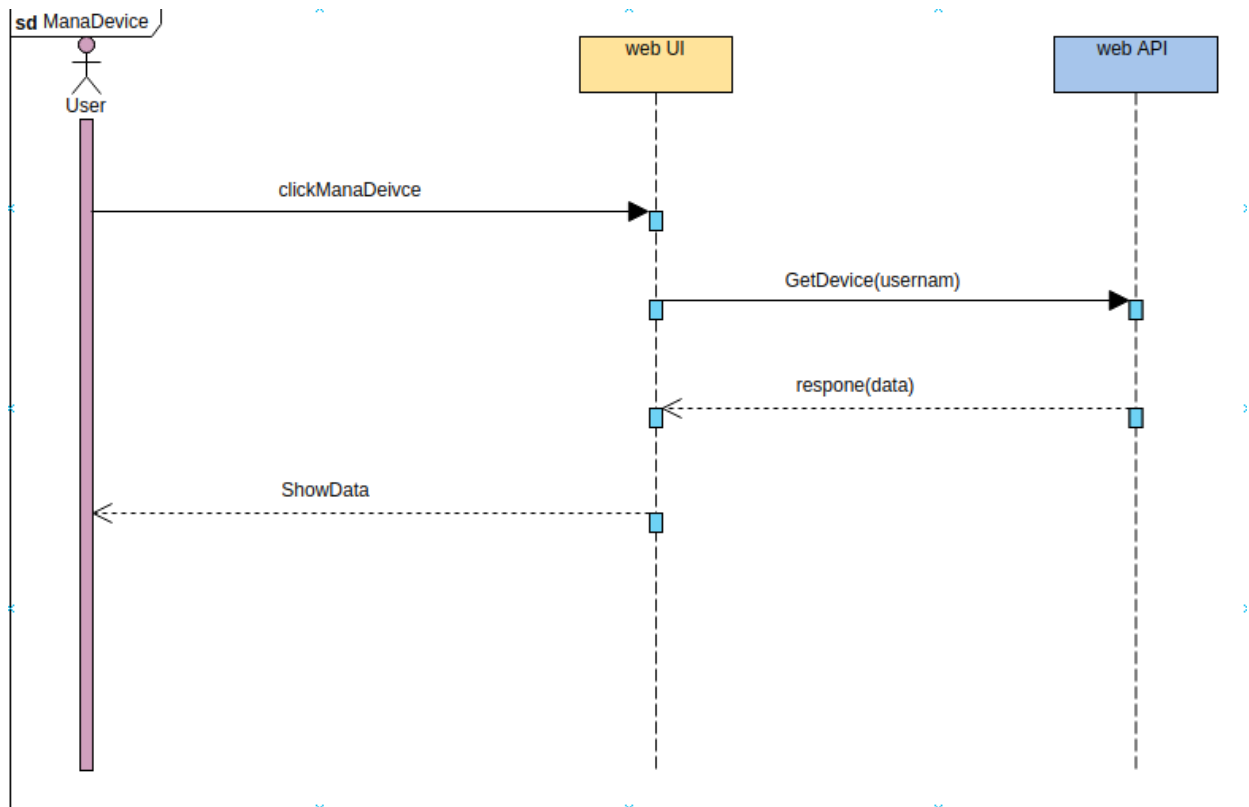 sd ManaDevice
User
web UI
web API
clickManaDeivce
GetDevice(usernam)
respone(data)
ShowData